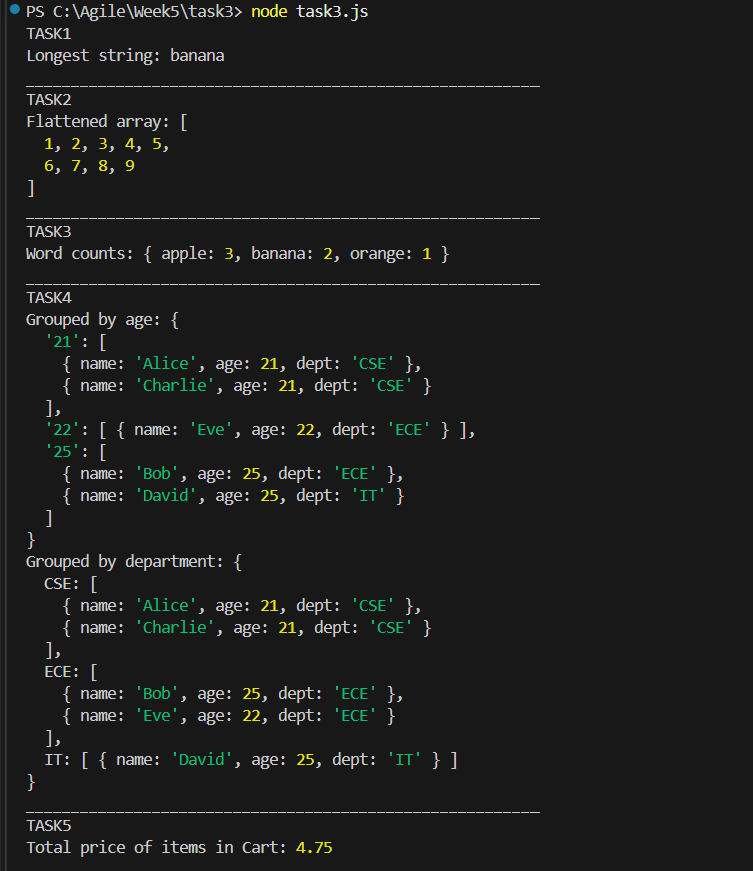 PS C:\Agile\Week5\task3> node task3.js
TASK1
Longest string: banana
_________________________________________________________
TASK2
Flattened array: [
  1, 2, 3, 4, 5,
  6, 7, 8, 9
]
_________________________________________________________
TASK3
Word counts: { apple: 3, banana: 2, orange: 1 }
_________________________________________________________
TASK4
Grouped by age: {
  '21': [
    { name: 'Alice', age: 21, dept: 'CSE' },
    { name: 'Charlie', age: 21, dept: 'CSE' }
  ],
  '22': [ { name: 'Eve', age: 22, dept: 'ECE' } ],
  '25': [
    { name: 'Bob', age: 25, dept: 'ECE' },
    { name: 'David', age: 25, dept: 'IT' }
  ]
}
Grouped by department: {
  CSE: [
    { name: 'Alice', age: 21, dept: 'CSE' },
    { name: 'Charlie', age: 21, dept: 'CSE' }
  ],
  ECE: [
    { name: 'Bob', age: 25, dept: 'ECE' },
    { name: 'Eve', age: 22, dept: 'ECE' }
  ],
  IT: [ { name: 'David', age: 25, dept: 'IT' } ]
}
_________________________________________________________
TASK5
Total price of items in Cart: 4.75